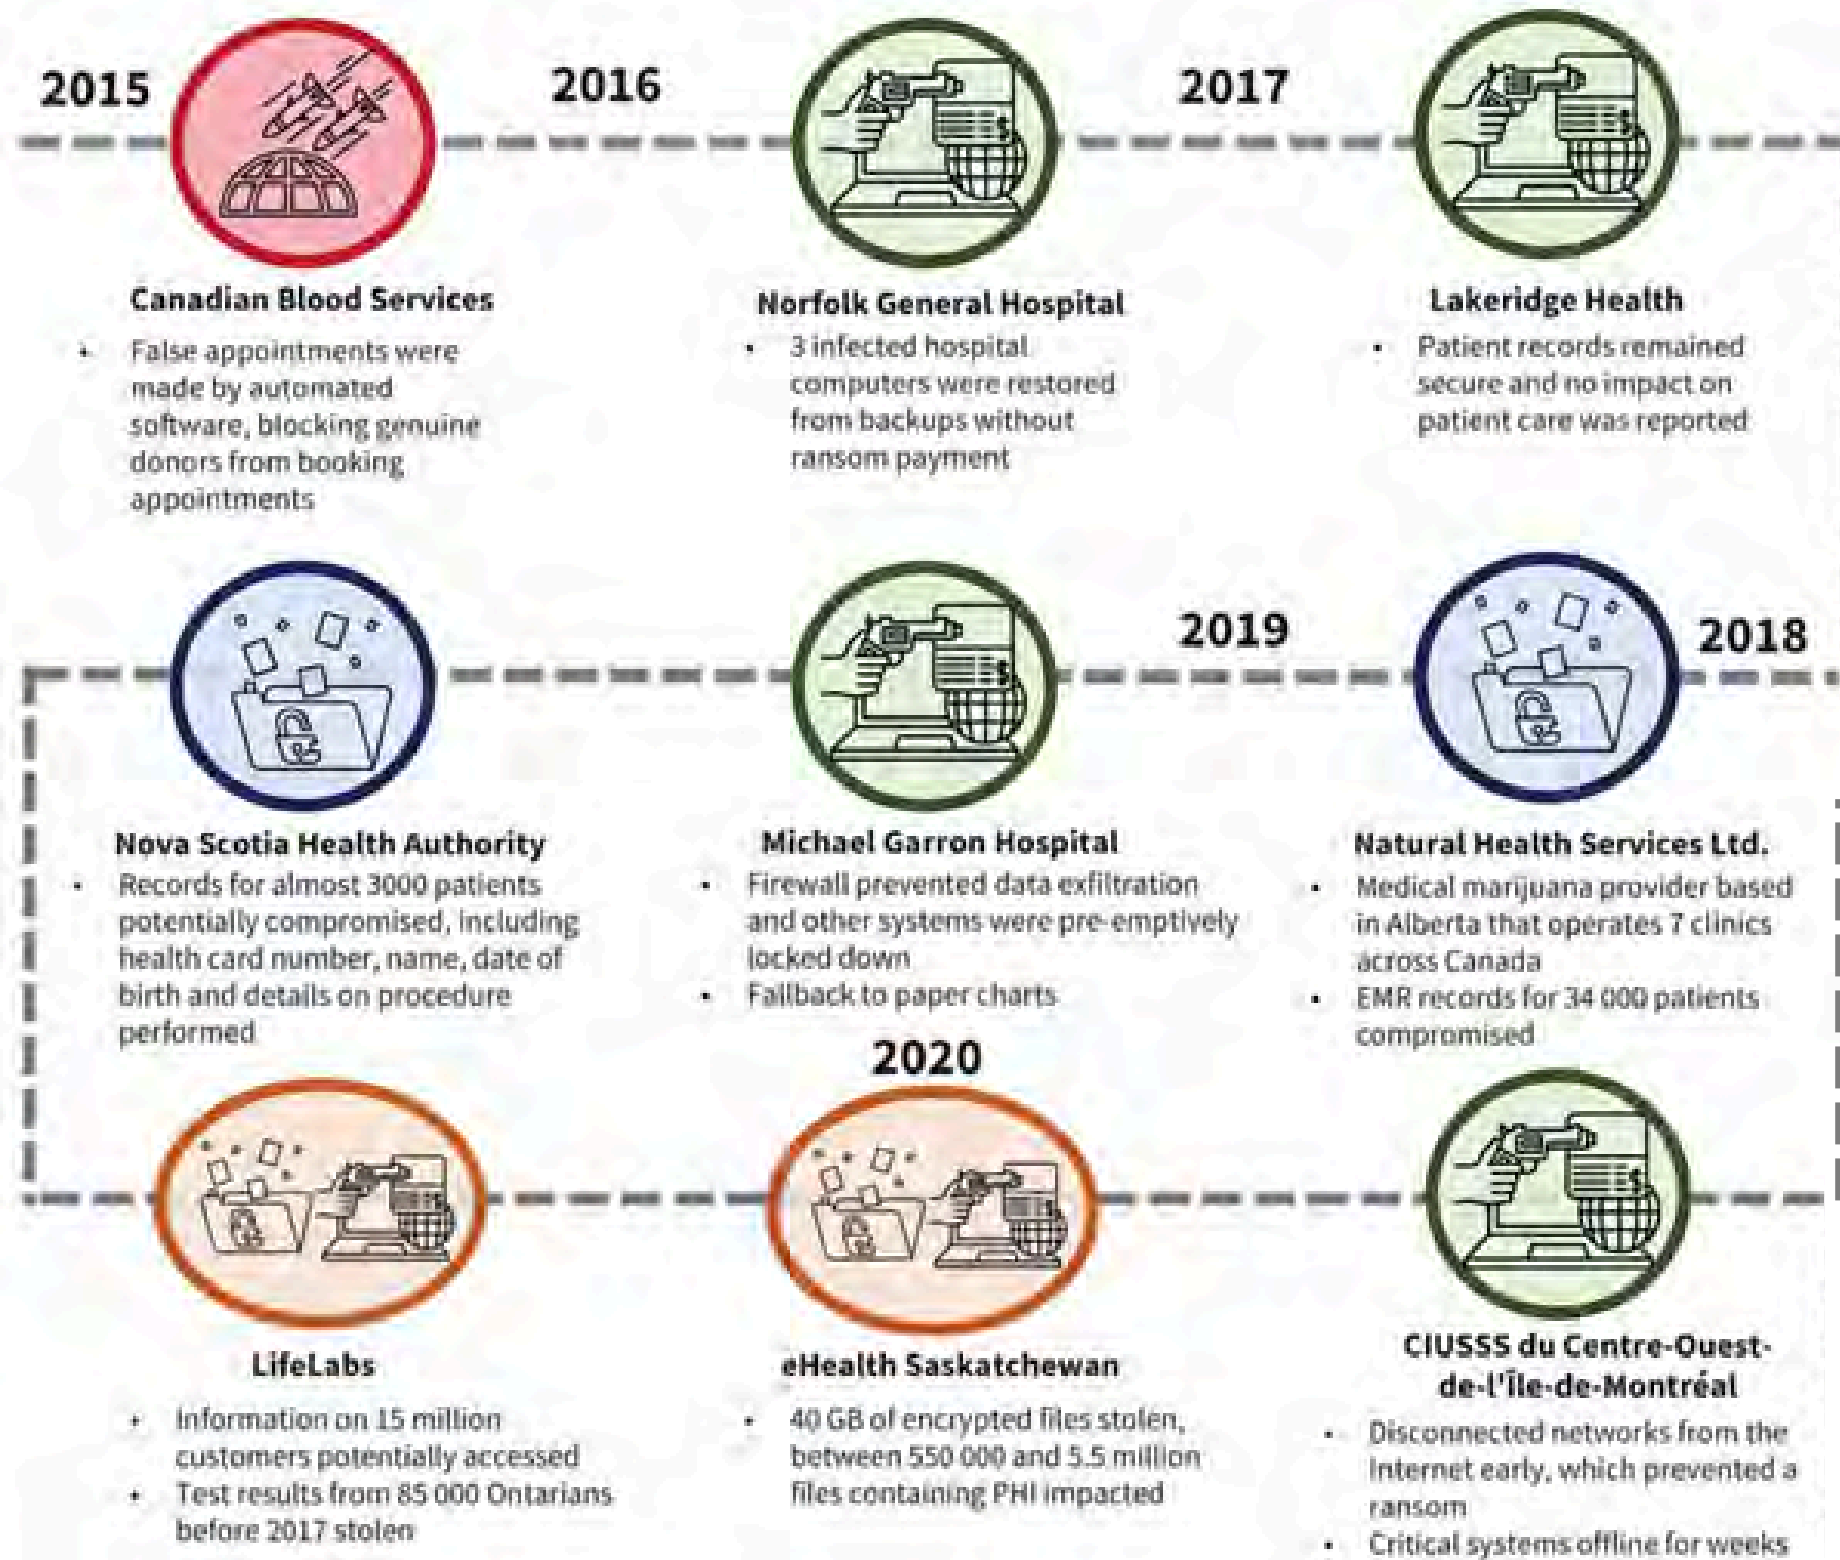 2015
2016
2017
Canadian Blood Services
• False appointments were
made by automated
software, blocking genuine
donors from booking
appointments
Norfolk General Hospital
• 3 infected hospital
computers were restored
from backups without
ransom payment
Lakeridge Health
• Patient records remained
secure and no impact on
patient care was reported
2019
2018
Nova Scotia Health Authority
• Records for almost 3000 patients
potentially compromised, including
health card number, name, date of
birth and details on procedure
performed
Michael Garron Hospital
• Firewall prevented data exfiltration
and other systems were pre-emptively
locked down
• Fallback to paper charts
Natural Health Services Ltd.
• Medical marijuana provider based
in Alberta that operates 7 clinics
across Canada
• EMR records for 34 000 patients
compromised
2020
LifeLabs
• Information on 15 million
customers potentially accessed
• Test results from 85 000 Ontarians
before 2017 stolen
eHealth Saskatchewan
• 40 GB of encrypted files stolen,
between 550 000 and 5.5 million
files containing PHI impacted
CIUSSS du Centre-Ouest-
de-l'Île-de-Montréal
• Disconnected networks from the
Internet early, which prevented a
ransom
• Critical systems offline for weeks